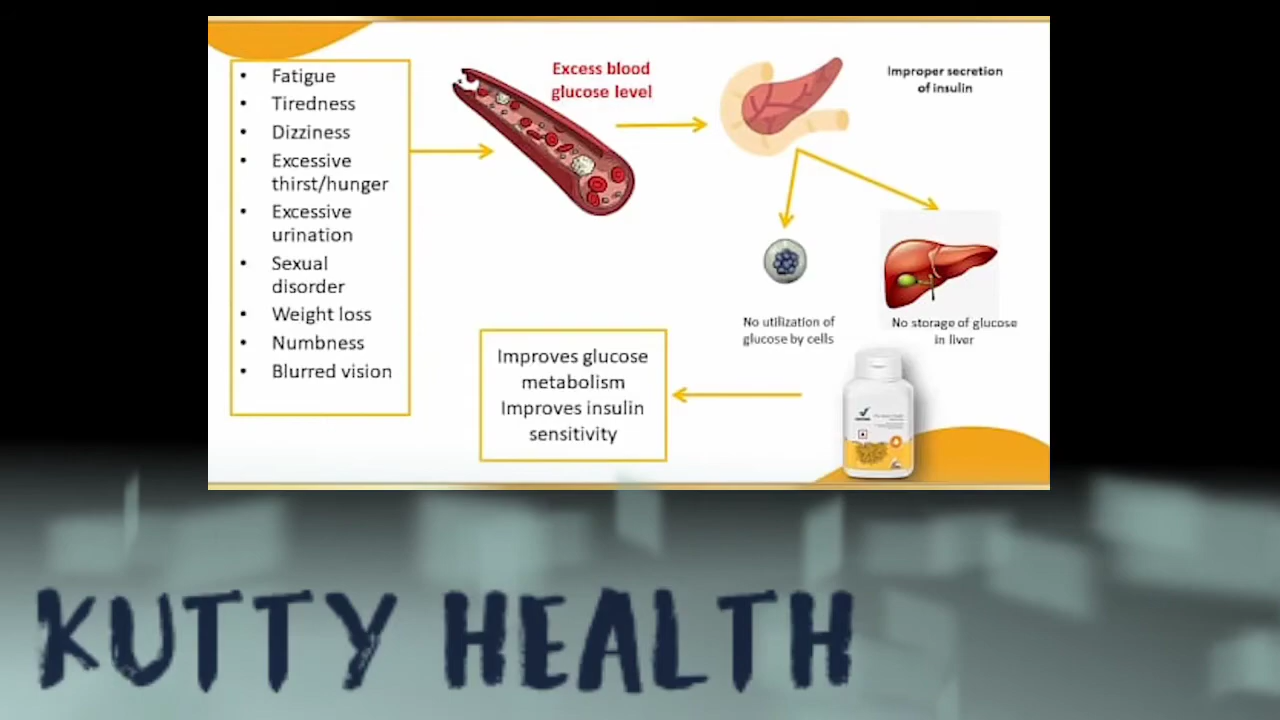 • Fatigue
• Tiredness
• Dizziness
• Excessive
thirst/hunger
• Excessive
urination
• Sexual
disorder
• Weight loss
• Numbness
• Blurred vision
Excess blood
glucose level
Improper secretion
of insulin
No utilization of
glucose by cells
No storage of glucose
in liver
Improves glucose
metabolism
Improves insulin
sensitivity
KUTTY HEALTH